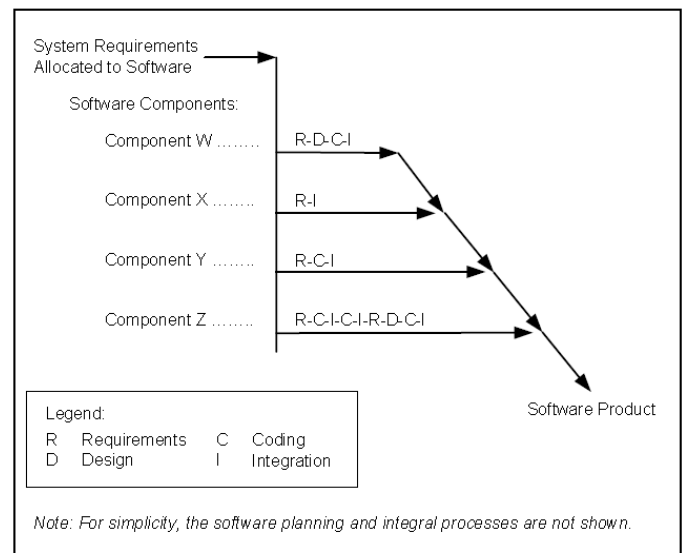 System Requirements
Allocated to Software
Software Components:
Component W ........ R-D-C-I
Component X ........ R-I
Component Y ........ R-C-I
Component Z ........ R-C-I-C-I-R-D-C-I
Software Product
Legend:
R Requirements C Coding
D Design I Integration
Note: For simplicity, the software planning and integral processes are not shown.